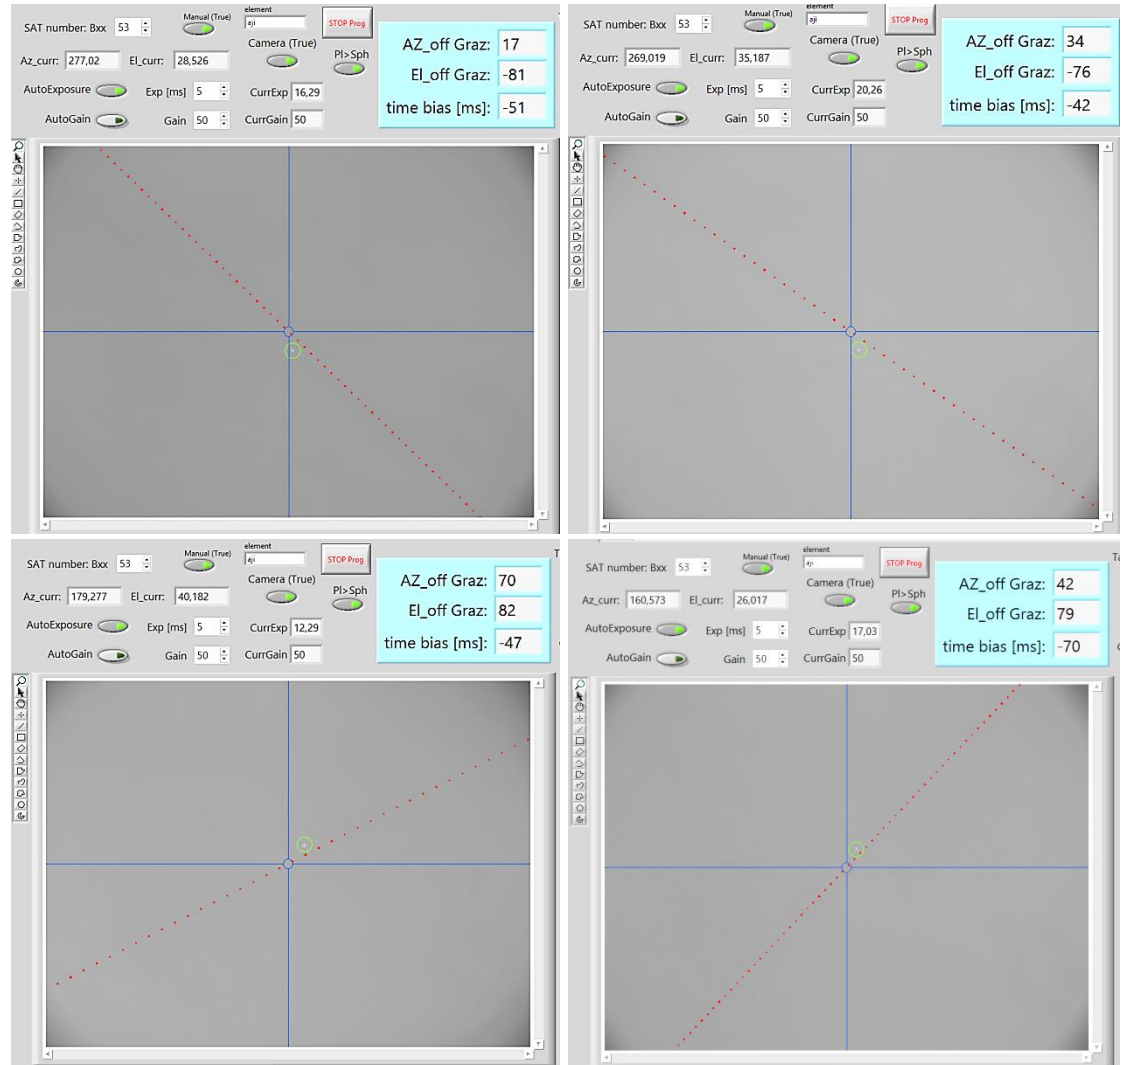 element
Manual (True)
SAT number: Bxx 53
aji
STOP Prog
AZ_off Graz: 17
Camera (True)
Az_curr: 277,02 El_curr: 28,526
Pl>Sph
El_off Graz: -81
AutoExposure Exp [ms] 5 CurrExp 16,29
time bias [ms]: -51
AutoGain Gain 50 CurrGain 50
element
Manual (True)
SAT number: Bxx 53
aji
STOP Prog
AZ_off Graz: 34
Camera (True)
Az_curr: 269,019 El_curr: 35,187
Pl>Sph
El_off Graz: -76
AutoExposure Exp [ms] 5 CurrExp 20,26
time bias [ms]: -42
AutoGain Gain 50 CurrGain 50
element
Manual (True)
SAT number: Bxx 53
aji
STOP Prog
AZ_off Graz: 70
Camera (True)
Az_curr: 179,277 El_curr: 40,182
Pl>Sph
El_off Graz: 82
AutoExposure Exp [ms] 5 CurrExp 12,29
time bias [ms]: -47
AutoGain Gain 50 CurrGain 50
element
Manual (True)
SAT number: Bxx 53
aji
STOP Prog
AZ_off Graz: 42
Camera (True)
Az_curr: 160,573 El_curr: 26,017
Pl>Sph
El_off Graz: 79
AutoExposure Exp [ms] 5 CurrExp 17,03
time bias [ms]: -70
AutoGain Gain 50 CurrGain 50